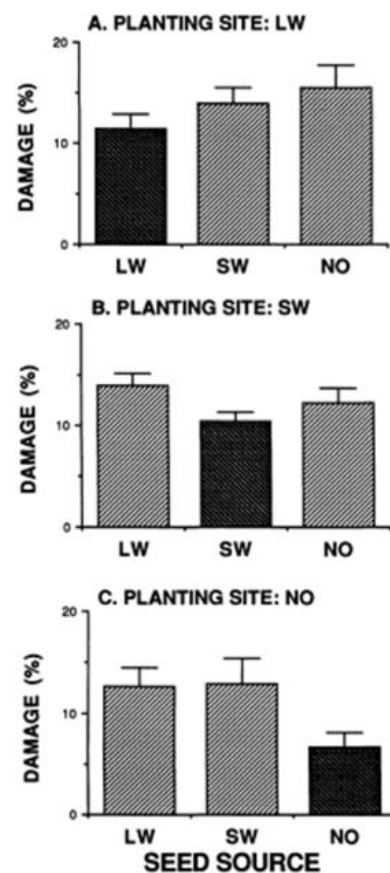 A. PLANTING SITE: LW
20
10
0
DAMAGE (%)
LW SW NO
B. PLANTING SITE: SW
20
10
0
DAMAGE (%)
LW SW NO
C. PLANTING SITE: NO
20
10
0
DAMAGE (%)
LW SW NO
SEED SOURCE